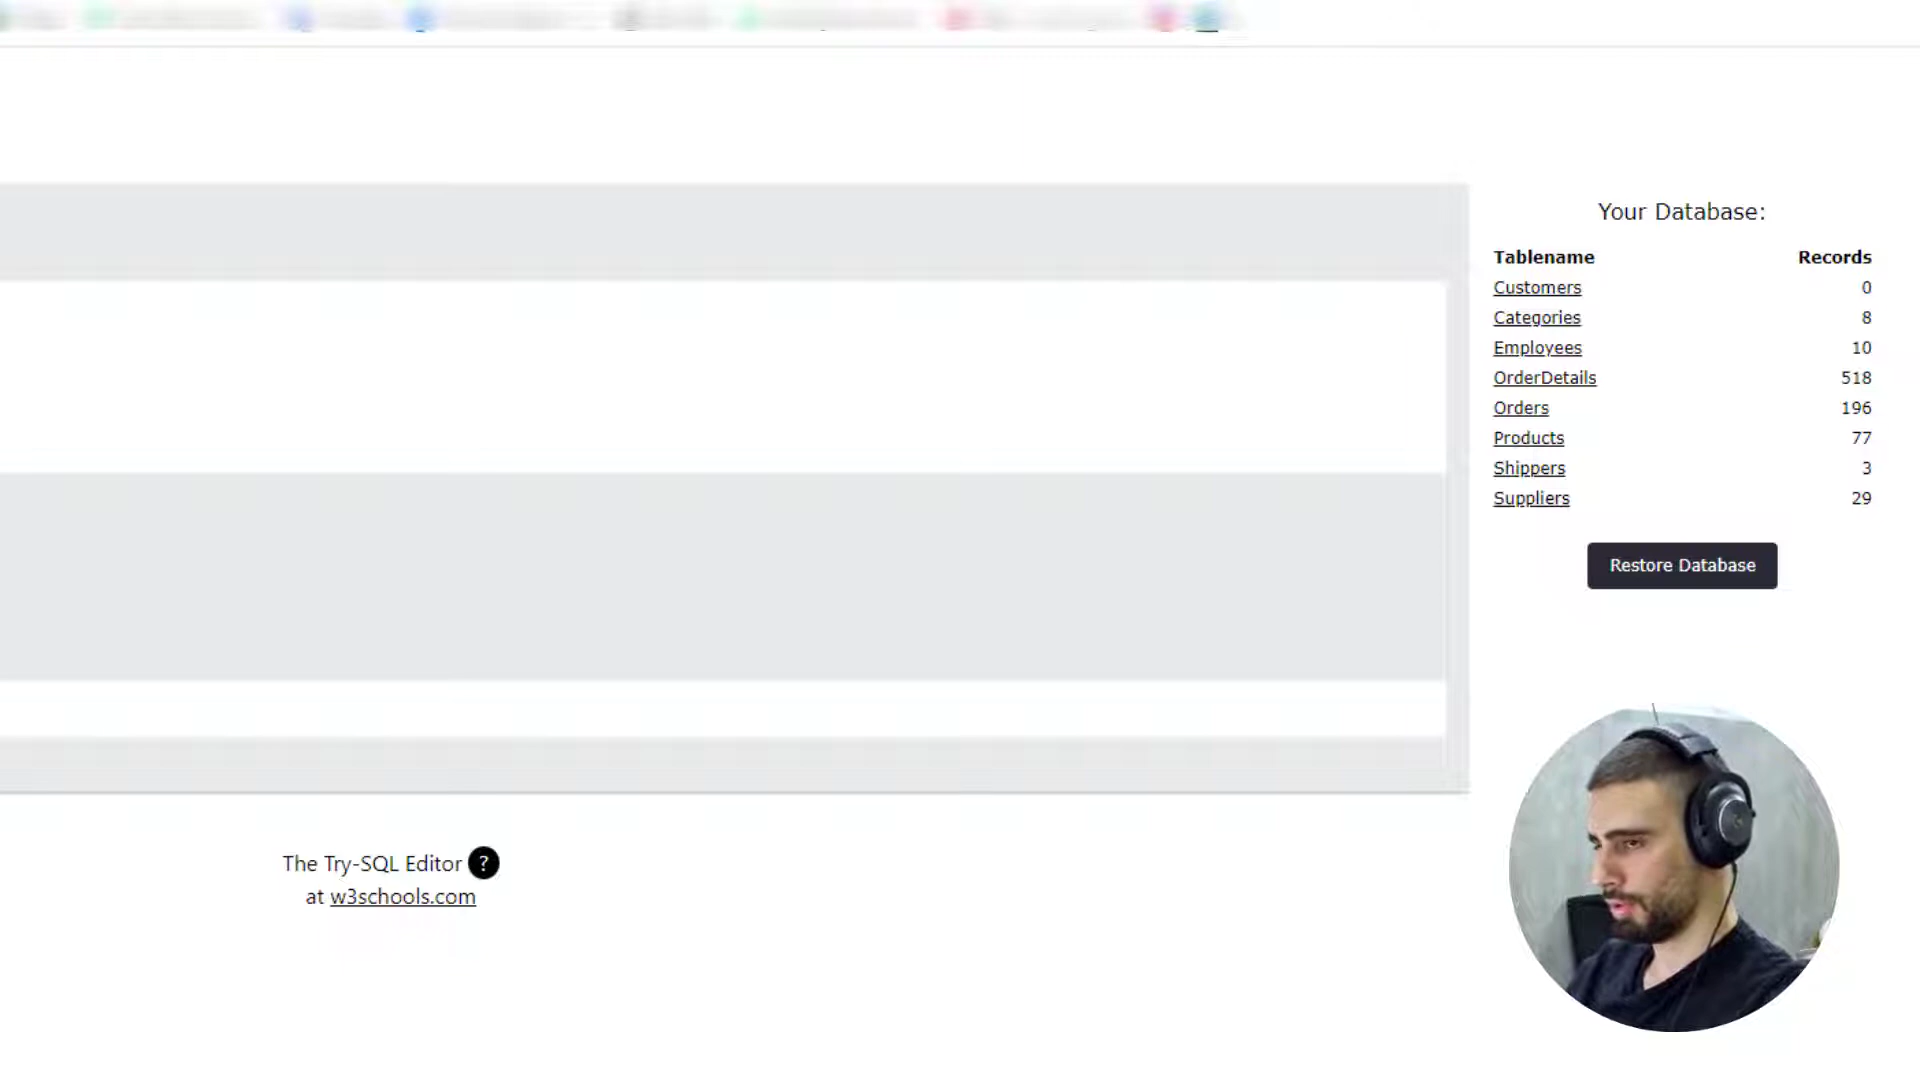 Your Database:
Tablename Records
Customers 0
Categories 8
Employees 10
OrderDetails 518
Orders 196
Products 77
Shippers 3
Suppliers 29
Restore Database
The Try-SQL Editor ?
at w3schools.com